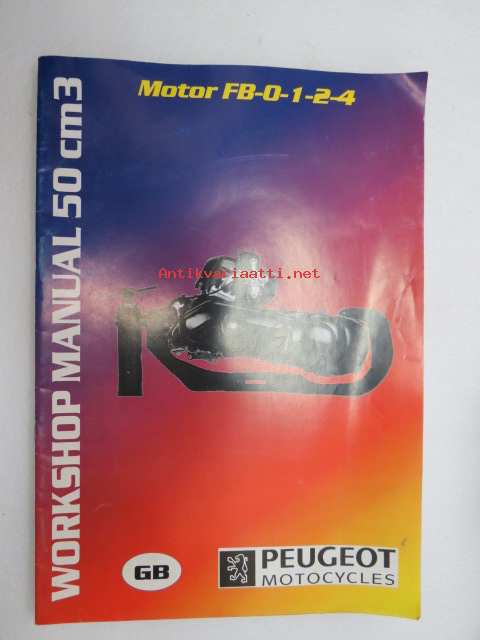 Motor FB-0-1-2-4
WORKSHOP MANUAL 50 cm3
Antikvariaatti.net
GB
PEUGEOT
MOTOCYCLES